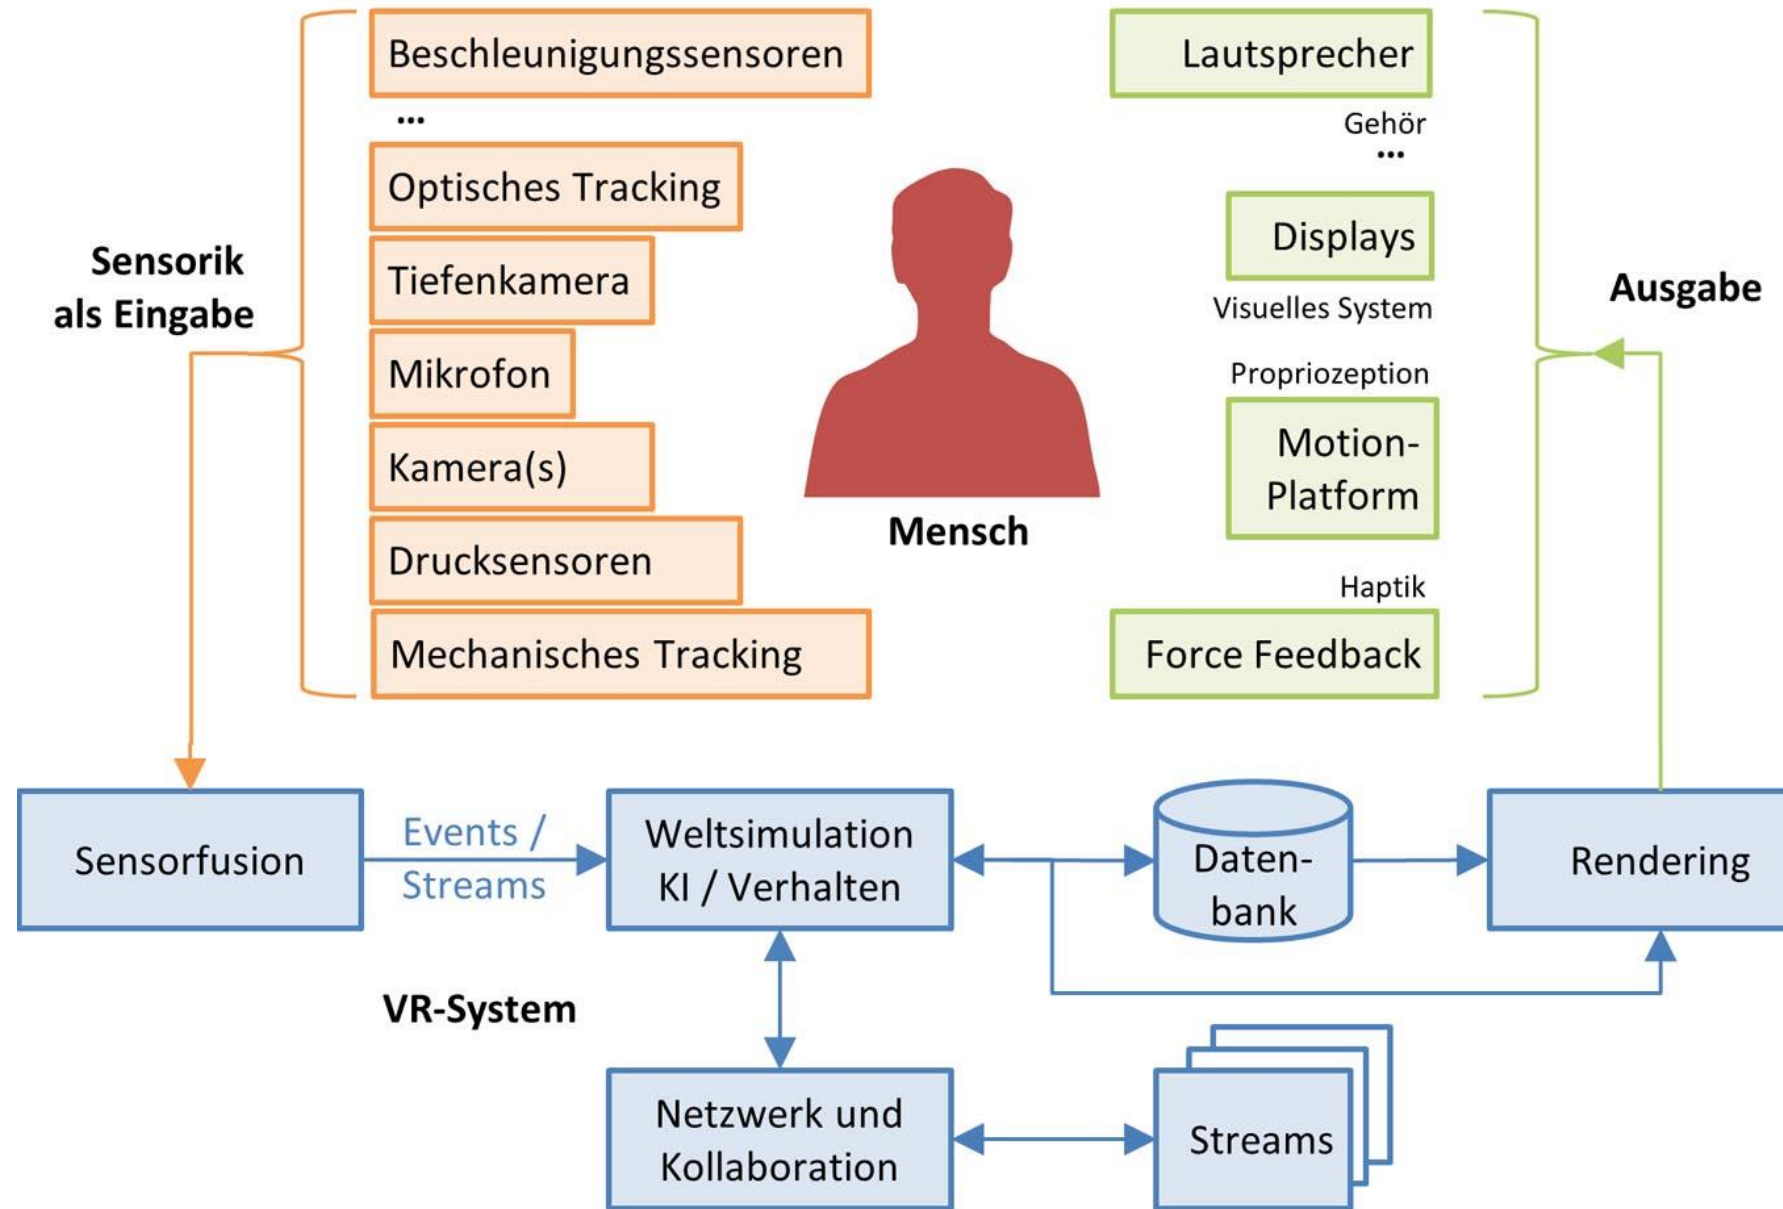 Beschleunigungssensoren
...
Optisches Tracking
Tiefenkamera
Mikrofon
Kamera(s)
Drucksensoren
Mechanisches Tracking
Sensorik
als Eingabe
Mensch
Lautsprecher
Gehör
...
Displays
Visuelles System
Propriozeption
Motion-
Platform
Haptik
Force Feedback
Ausgabe
Sensorfusion
Events /
Streams
Weltsimulation
KI / Verhalten
Daten-
bank
Rendering
VR-System
Netzwerk und
Kollaboration
Streams